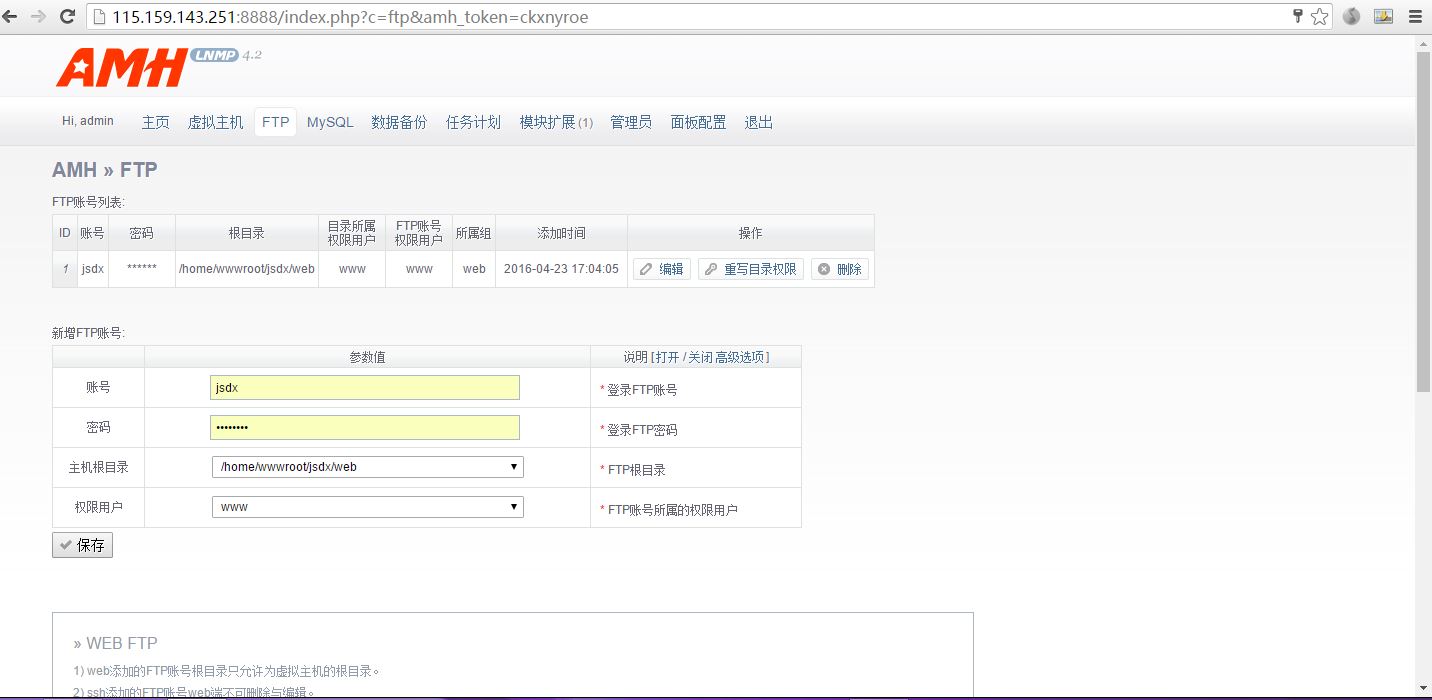 115.159.143.251:8888/index.php?c=ftp&amh_token=ckxnyroe
AMH LNMP 4.2
Hi, admin 主页 虚拟主机 FTP MySQL 数据备份 任务计划 模块扩展 (1) 管理员 面板配置 退出
AMH » FTP
FTP账号列表:
ID 账号 密码 根目录 目录所属权限用户 FTP账号权限用户 所属组 添加时间 操作
1 jsdx ****** /home/wwwroot/jsdx/web www www web 2016-04-23 17:04:05 编辑 重写目录权限 删除
新增FTP账号:
参数值 说明 [打开 / 关闭 高级选项]
账号 jsdx * 登录FTP账号
密码 •••••••• * 登录FTP密码
主机根目录 /home/wwwroot/jsdx/web * FTP根目录
权限用户 www * FTP账号所属的权限用户
保存
» WEB FTP
1) web添加的FTP账号根目录只允许为虚拟主机的根目录。
2) ssh添加的FTP账号web端不可删除与编辑。